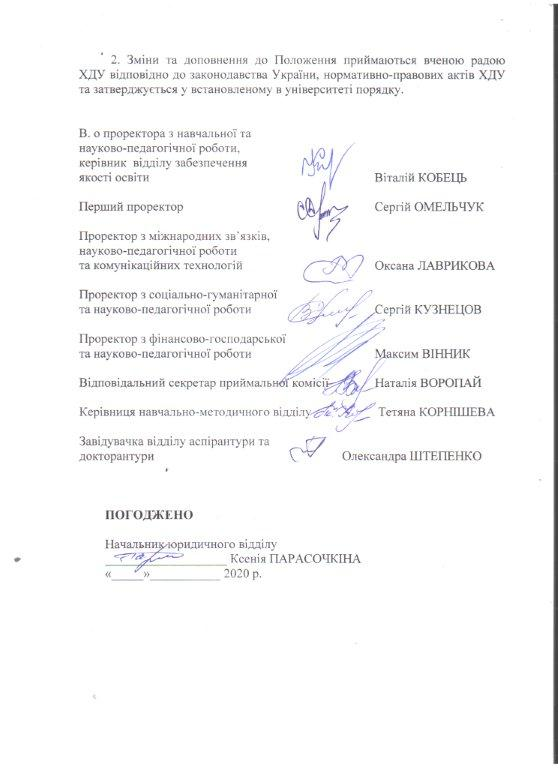 2. Зміни та доповнення до Положення приймаються вченою радою
ХДУ відповідно до законодавства України, нормативно-правових актів ХДУ
та затверджується у встановленому в університеті порядку.
В. о проректора з навчальної та
науково-педагогічної роботи,
керівник відділу забезпечення
якості освіти Віталій КОБЕЦЬ
Перший проректор Сергій ОМЕЛЬЧУК
Проректор з міжнародних зв'язків,
науково-педагогічної роботи
та комунікаційних технологій Оксана ЛАВРИКОВА
Проректор з соціально-гуманітарної
та науково-педагогічної роботи Сергій КУЗНЕЦОВ
Проректор з фінансово-господарської
та науково-педагогічної роботи Максим ВІННИК
Відповідальний секретар приймальної комісії Наталія ВОРОПАЙ
Керівниця навчально-методичного відділу Тетяна КОРНІШЕВА
Завідувачка відділу аспірантури та
докторантури Олександра ШТЕПЕНКО
ПОГОДЖЕНО
Начальник юридичного відділу
____________________ Ксенія ПАРАСОЧКІНА
«_____»____________ 2020 р.